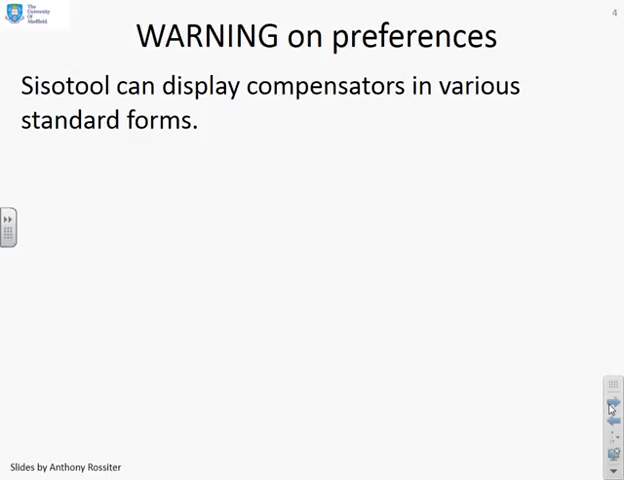 The
University
Of
Sheffield.
4
WARNING on preferences
Sisotool can display compensators in various
standard forms.
Slides by Anthony Rossiter